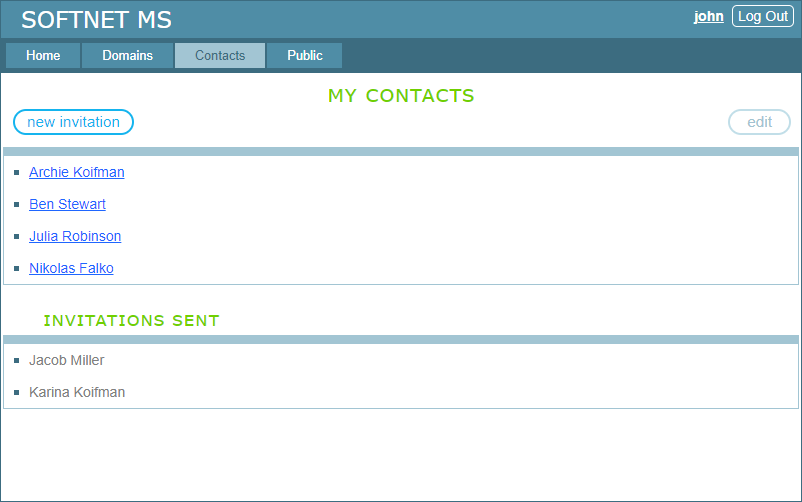 SOFTNET MS
john Log Out
Home Domains Contacts Public
MY CONTACTS
new invitation edit
Archie Koifman
Ben Stewart
Julia Robinson
Nikolas Falko
INVITATIONS SENT
Jacob Miller
Karina Koifman